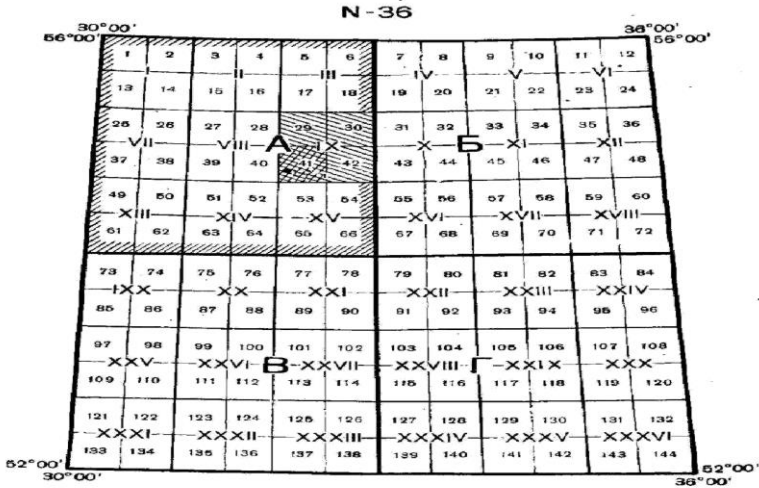 N-36
30°00' 36°00'
56°00' 56°00'
1 2 3 4 5 6 7 8 9 10 11 12
I II III IV V VI
13 14 15 16 17 18 19 20 21 22 23 24
25 26 27 28 29 30 31 32 33 34 35 36
VII VIII А IX X Б XI XII
37 38 39 40 41 42 43 44 45 46 47 48
49 50 51 52 53 54 55 56 57 58 59 60
XIII XIV XV XVI XVII XVIII
61 62 63 64 65 66 67 68 69 70 71 72
73 74 75 76 77 78 79 80 81 82 83 84
IXX XX XXI XXII XXIII XXIV
85 86 87 88 89 90 91 92 93 94 95 96
97 98 99 100 101 102 103 104 105 106 107 108
XXV XXVI В XXVII XXVIII Г XXIX XXX
109 110 111 112 113 114 115 116 117 118 119 120
121 122 123 124 125 126 127 128 129 130 131 132
XXXI XXXII XXXIII XXXIV XXXV XXXVI
133 134 135 136 137 138 139 140 141 142 143 144
52°00' 52°00'
30°00' 36°00'